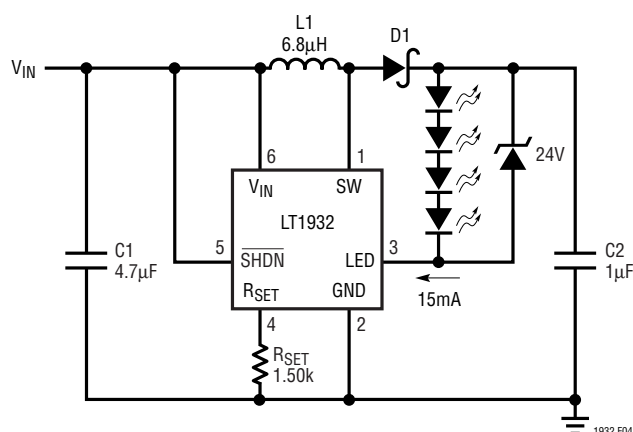 L1
6.8µH
D1
VIN
6
1
VIN
SW
24V
LT1932
C1
4.7µF
5
SHDN
LED
3
C2
1µF
RSET
GND
15mA
4
2
RSET
1.50k
1932 F04